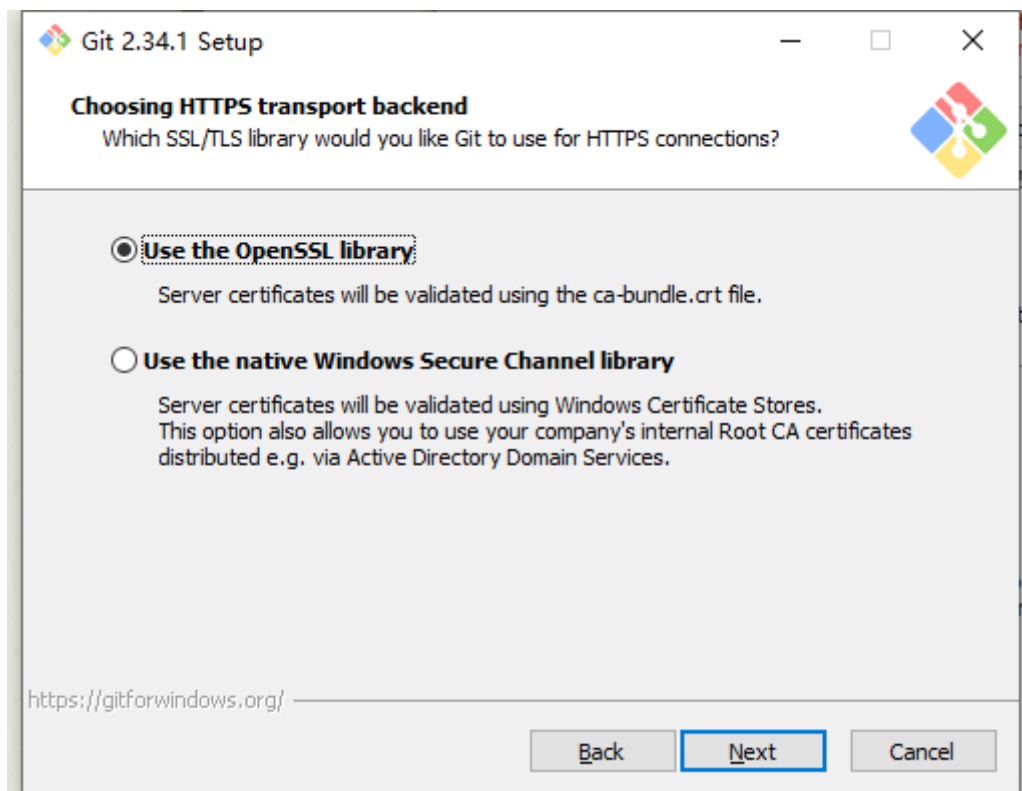 Git 2.34.1 Setup
Choosing HTTPS transport backend
Which SSL/TLS library would you like Git to use for HTTPS connections?
Use the OpenSSL library
Server certificates will be validated using the ca-bundle.crt file.
Use the native Windows Secure Channel library
Server certificates will be validated using Windows Certificate Stores.
This option also allows you to use your company's internal Root CA certificates
distributed e.g. via Active Directory Domain Services.
https://gitforwindows.org/
Back Next Cancel